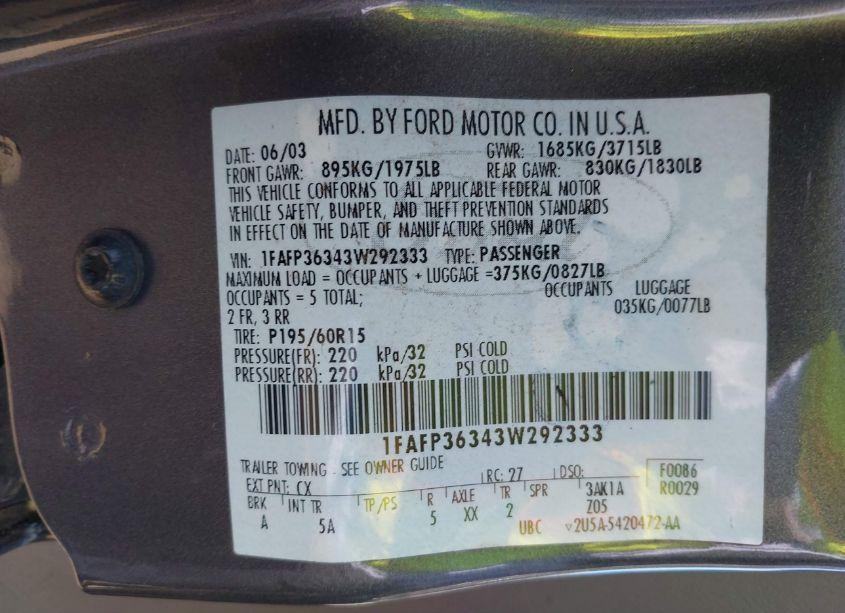 MFD. BY FORD MOTOR CO. IN U.S.A.
DATE: 06/03 GVWR: 1685KG/3715LB
FRONT GAWR: 895KG/1975LB REAR GAWR: 830KG/1830LB
THIS VEHICLE CONFORMS TO ALL APPLICABLE FEDERAL MOTOR
VEHICLE SAFETY, BUMPER, AND THEFT PREVENTION STANDARDS
IN EFFECT ON THE DATE OF MANUFACTURE SHOWN ABOVE.
VIN: 1FAFP36343W292333 TYPE: PASSENGER
MAXIMUM LOAD = OCCUPANTS + LUGGAGE =375KG/0827LB
OCCUPANTS = 5 TOTAL; OCCUPANTS LUGGAGE
2 FR, 3 RR 035KG/0077LB
TIRE: P195/60R15
PRESSURE(FR): 220 kPa/32 PSI COLD
PRESSURE(RR): 220 kPa/32 PSI COLD
1FAFP36343W292333
TRAILER TOWING - SEE OWNER GUIDE
EXT PNT: CX RC: 27 DSO: F0086
BRK INT TR TP/PS R AXLE TR SPR 3AK1A R0029
A 5A 5 XX 2 Z05
UBC v2U5A-5420472-AA